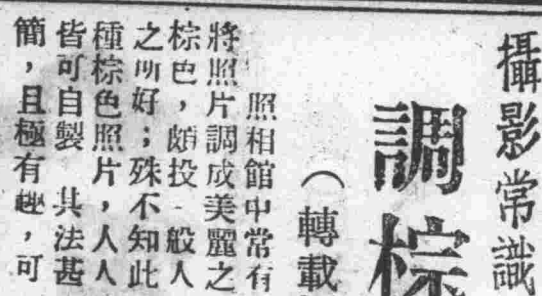 攝影常識
調棕
（轉載
照相館中常有
將照片調成美麗之
棕色，頗投一般人
之所好；殊不知此
種棕色照片，人人
皆可自製　其法甚
簡，且極有趣，可